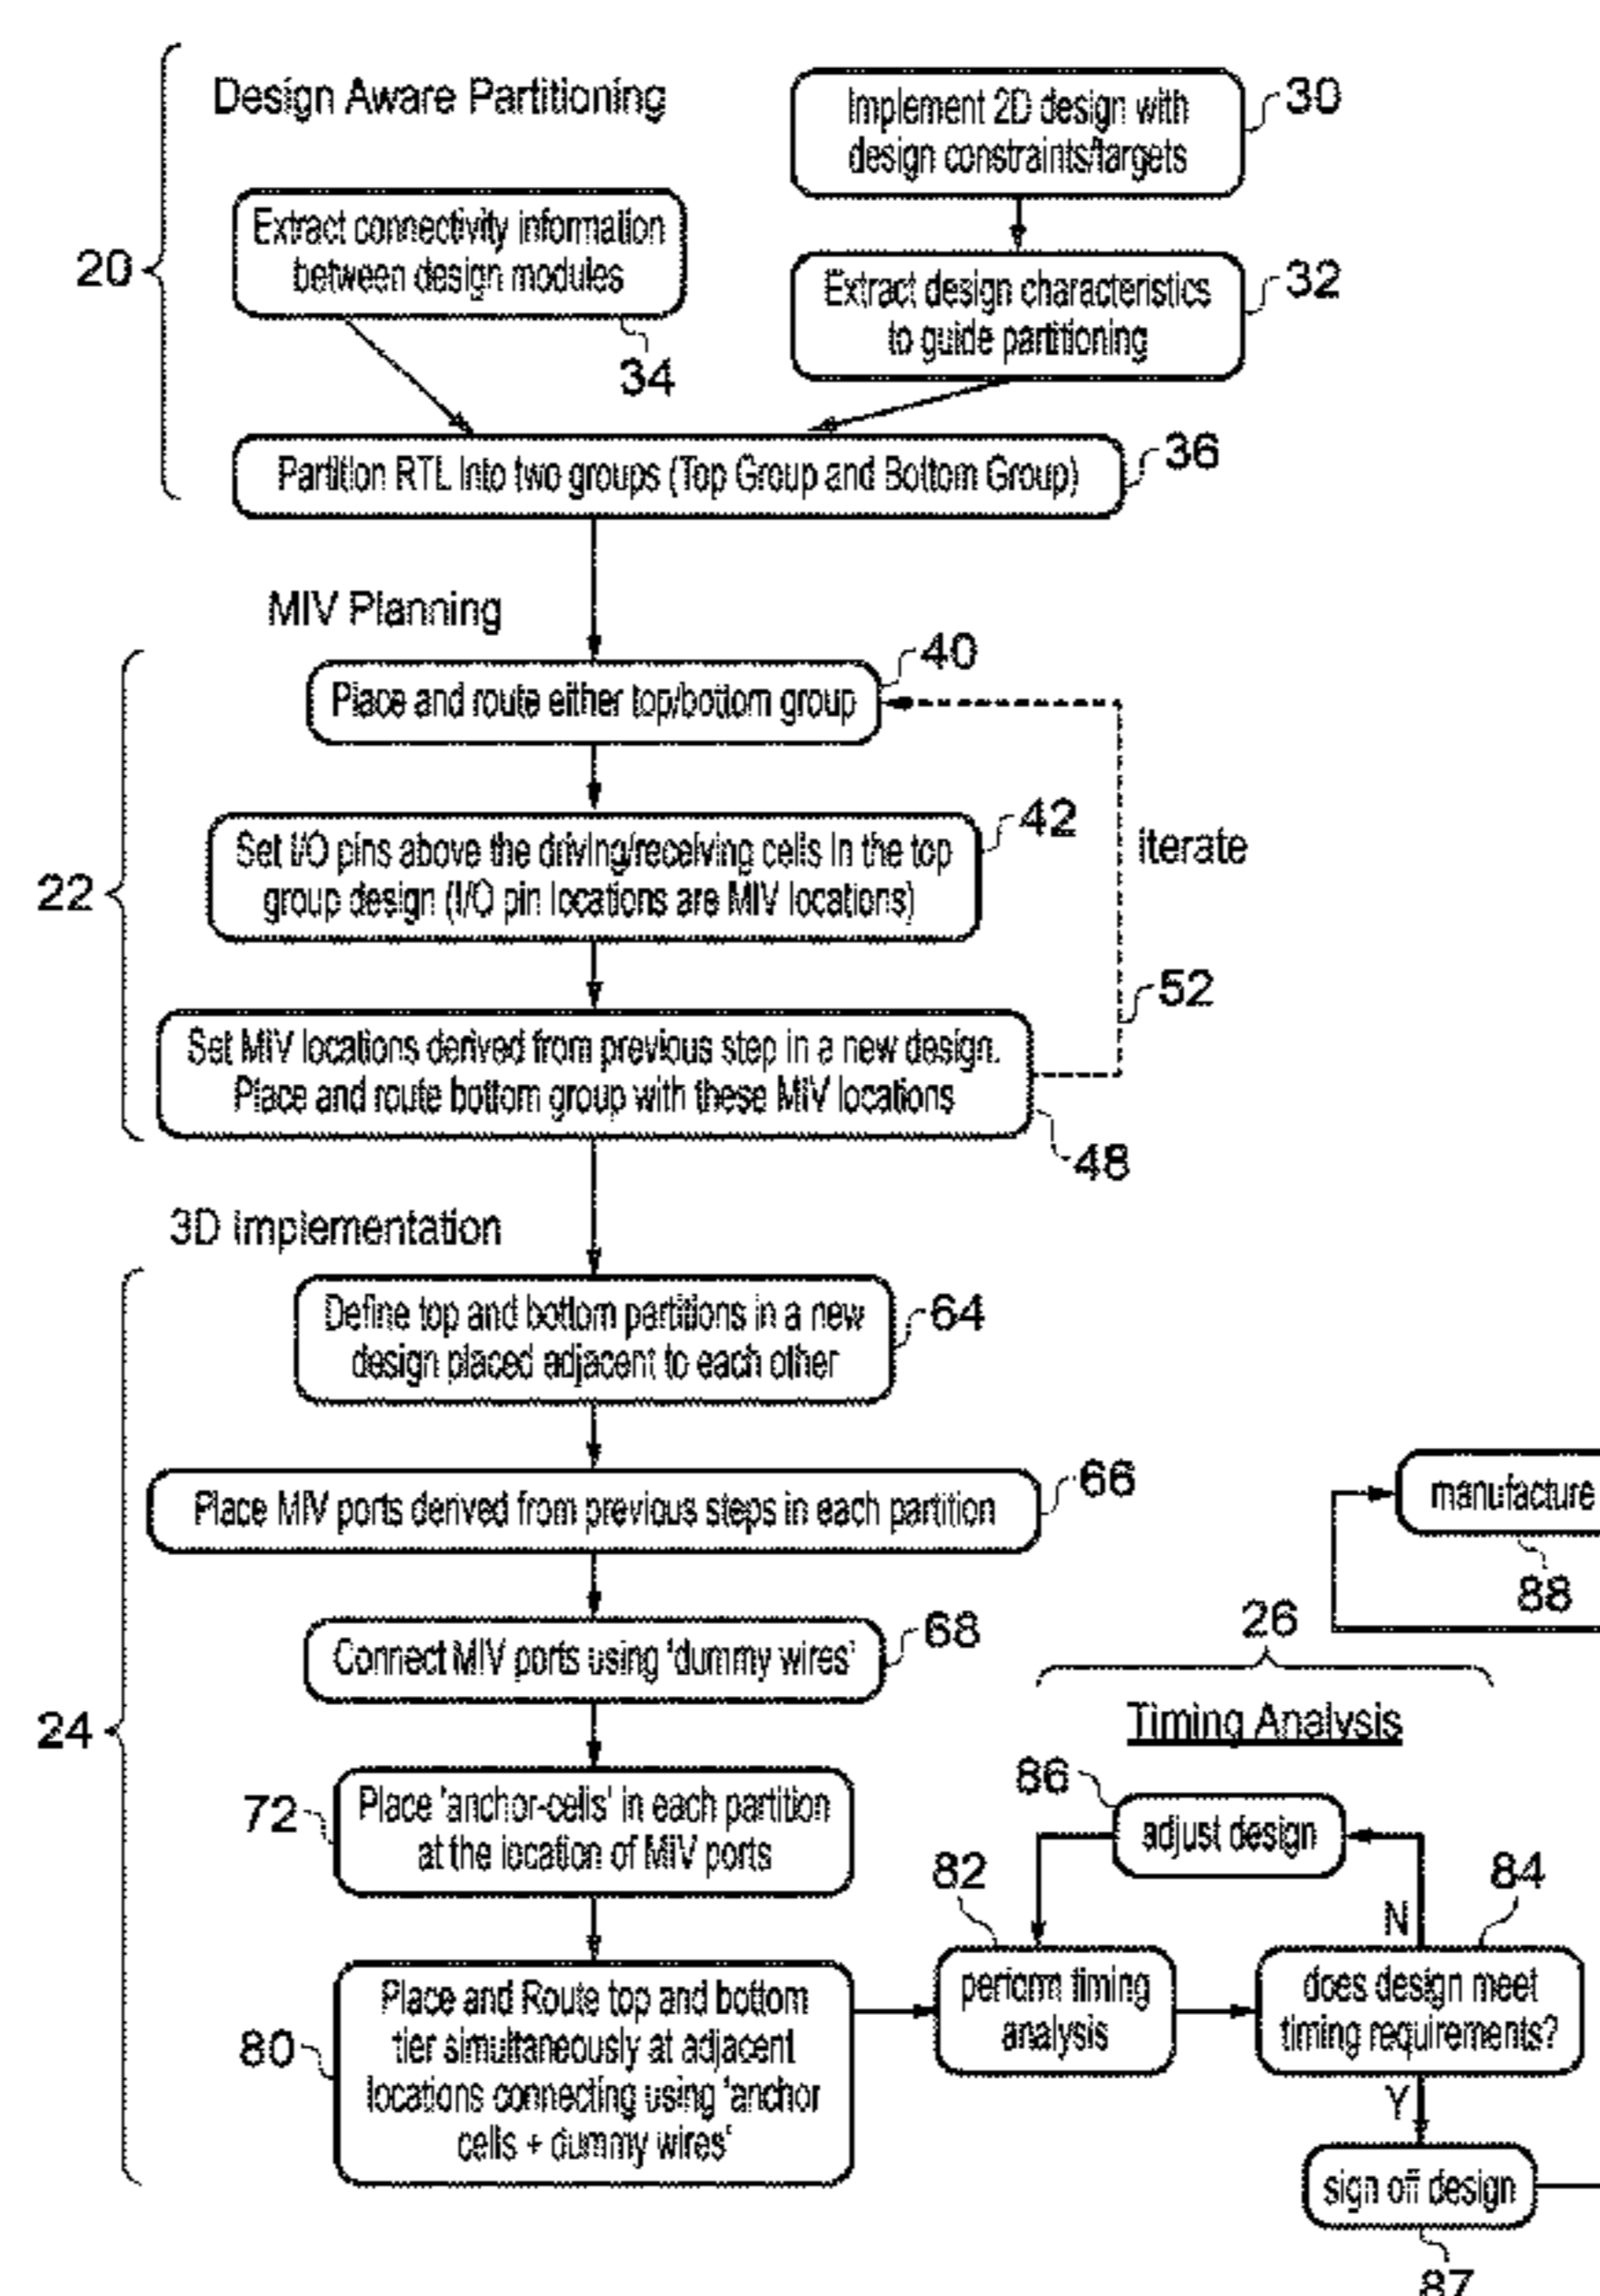 Design Aware Partitioning
Implement 2D design with
design constraints/targets
30
Extract connectivity information
between design modules
34
20
Extract design characteristics
to guide partitioning
32
Partition RTL into two groups (Top Group and Bottom Group)
36
MIV Planning
Place and route either top/bottom group
40
22
Set I/O pins above the driving/receiving cells in the top
group design (I/O pin locations are MIV locations)
42
iterate
52
Set MIV locations derived from previous step in a new design.
Place and route bottom group with these MIV locations
48
3D implementation
Define top and bottom partitions in a new
design placed adjacent to each other
64
Place MIV ports derived from previous steps in each partition
66
manufacture
88
Connect MIV ports using 'dummy wires'
68
24
26
Timing Analysis
72
Place 'anchor-cells' in each partition
at the location of MIV ports
86
adjust design
82
84
N
80
Place and Route top and bottom
tier simultaneously at adjacent
locations connecting using 'anchor
cells + dummy wires'
perform timing
analysis
does design meet
timing requirements?
Y
sign off design
87